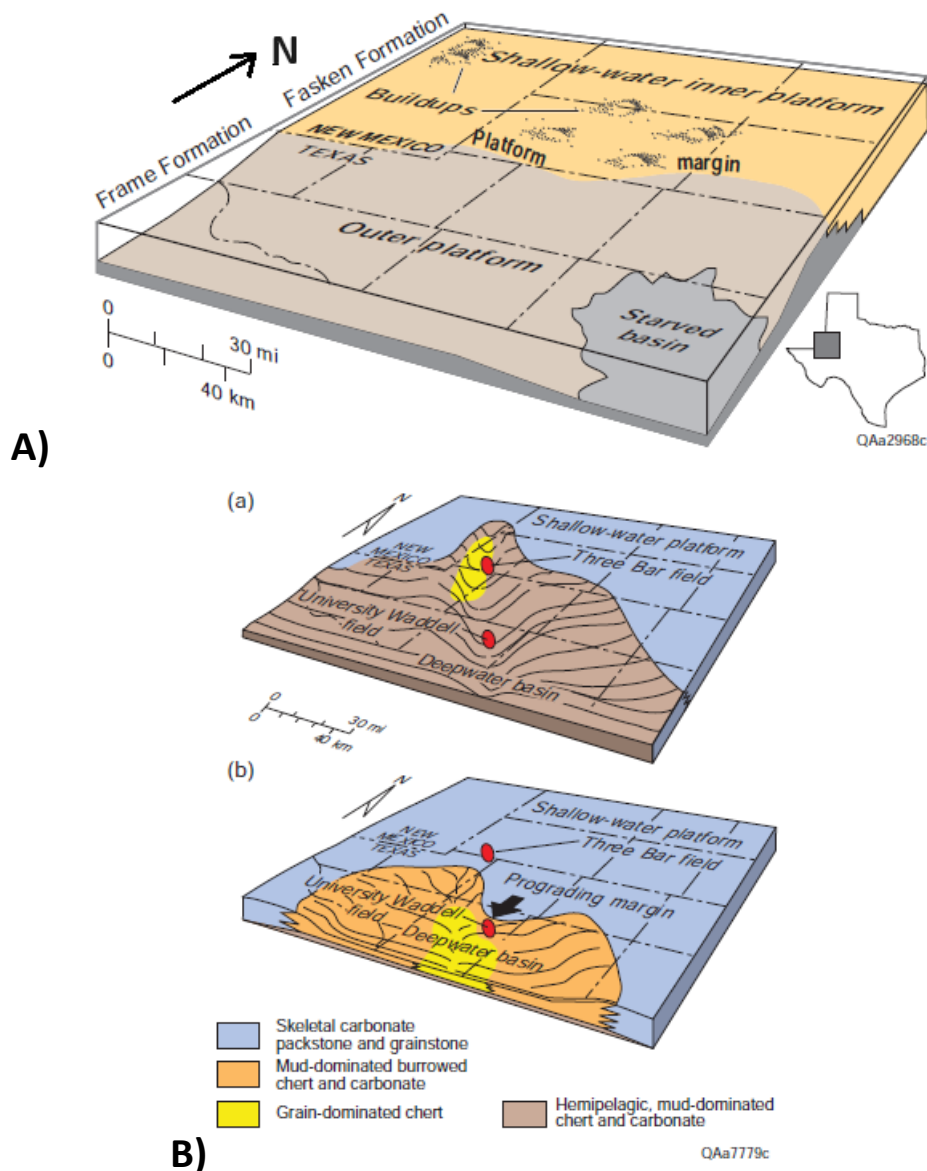 N
Fasken Formation
Frame Formation
Shallow-water inner platform
Buildups
NEW MEXICO
TEXAS
Platform
margin
Outer platform
Starved
basin
0
30 mi
0
40 km
QAa2968c
A)
(a)
N
Shallow-water platform
NEW
MEXICO
TEXAS
Three Bar field
University Waddell
field
Deepwater basin
0
30 mi
0
40 km
(b)
N
Shallow-water platform
NEW
MEXICO
TEXAS
Three Bar field
Prograding margin
University Waddell
field
Deepwater basin
Skeletal carbonate
packstone and grainstone
Mud-dominated burrowed
chert and carbonate
Grain-dominated chert
Hemipelagic, mud-dominated
chert and carbonate
QAa7779c
B)